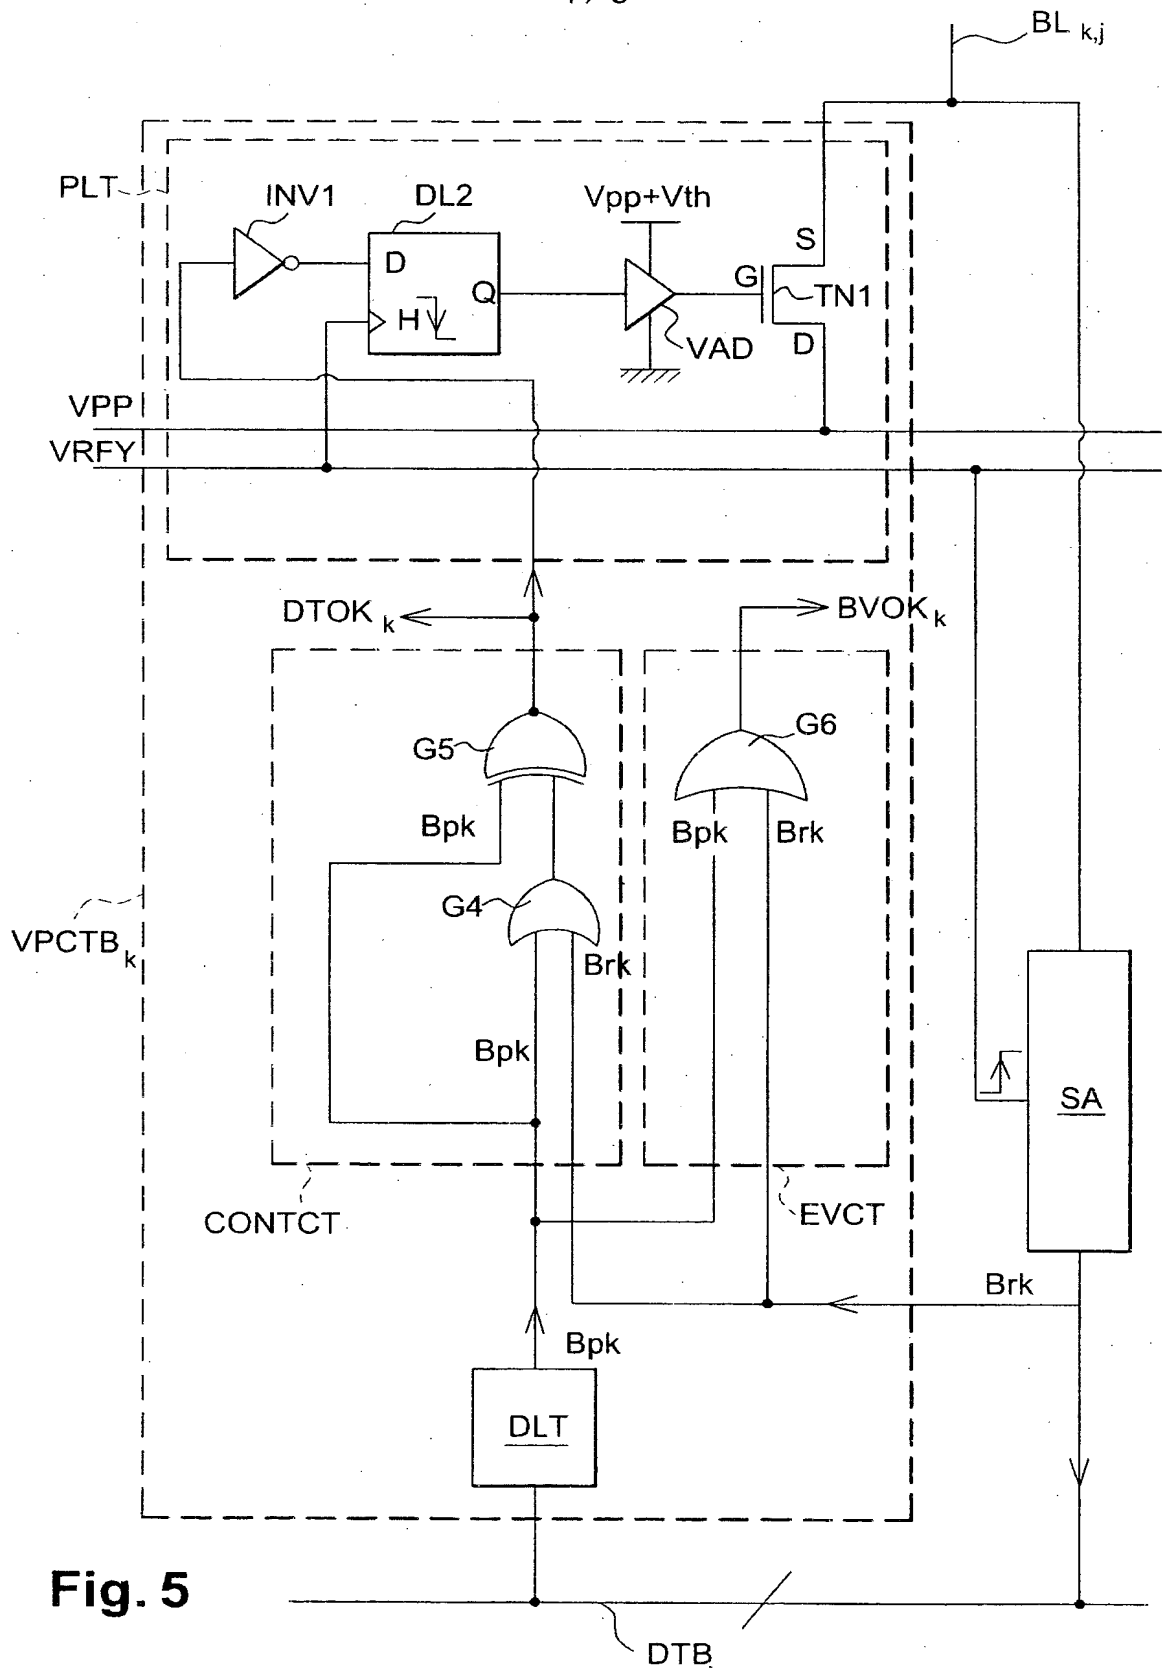 BL k,j
PLT
INV1
DL2
Vpp+Vth
S
D
Q
G
TN1
H
VAD
D
VPP
VRFY
DTOK k
BVOK k
G5
G6
Bpk
Bpk
Brk
G4
VPCTB k
Brk
Bpk
SA
CONTCT
EVCT
Brk
Bpk
DLT
Fig. 5
DTB